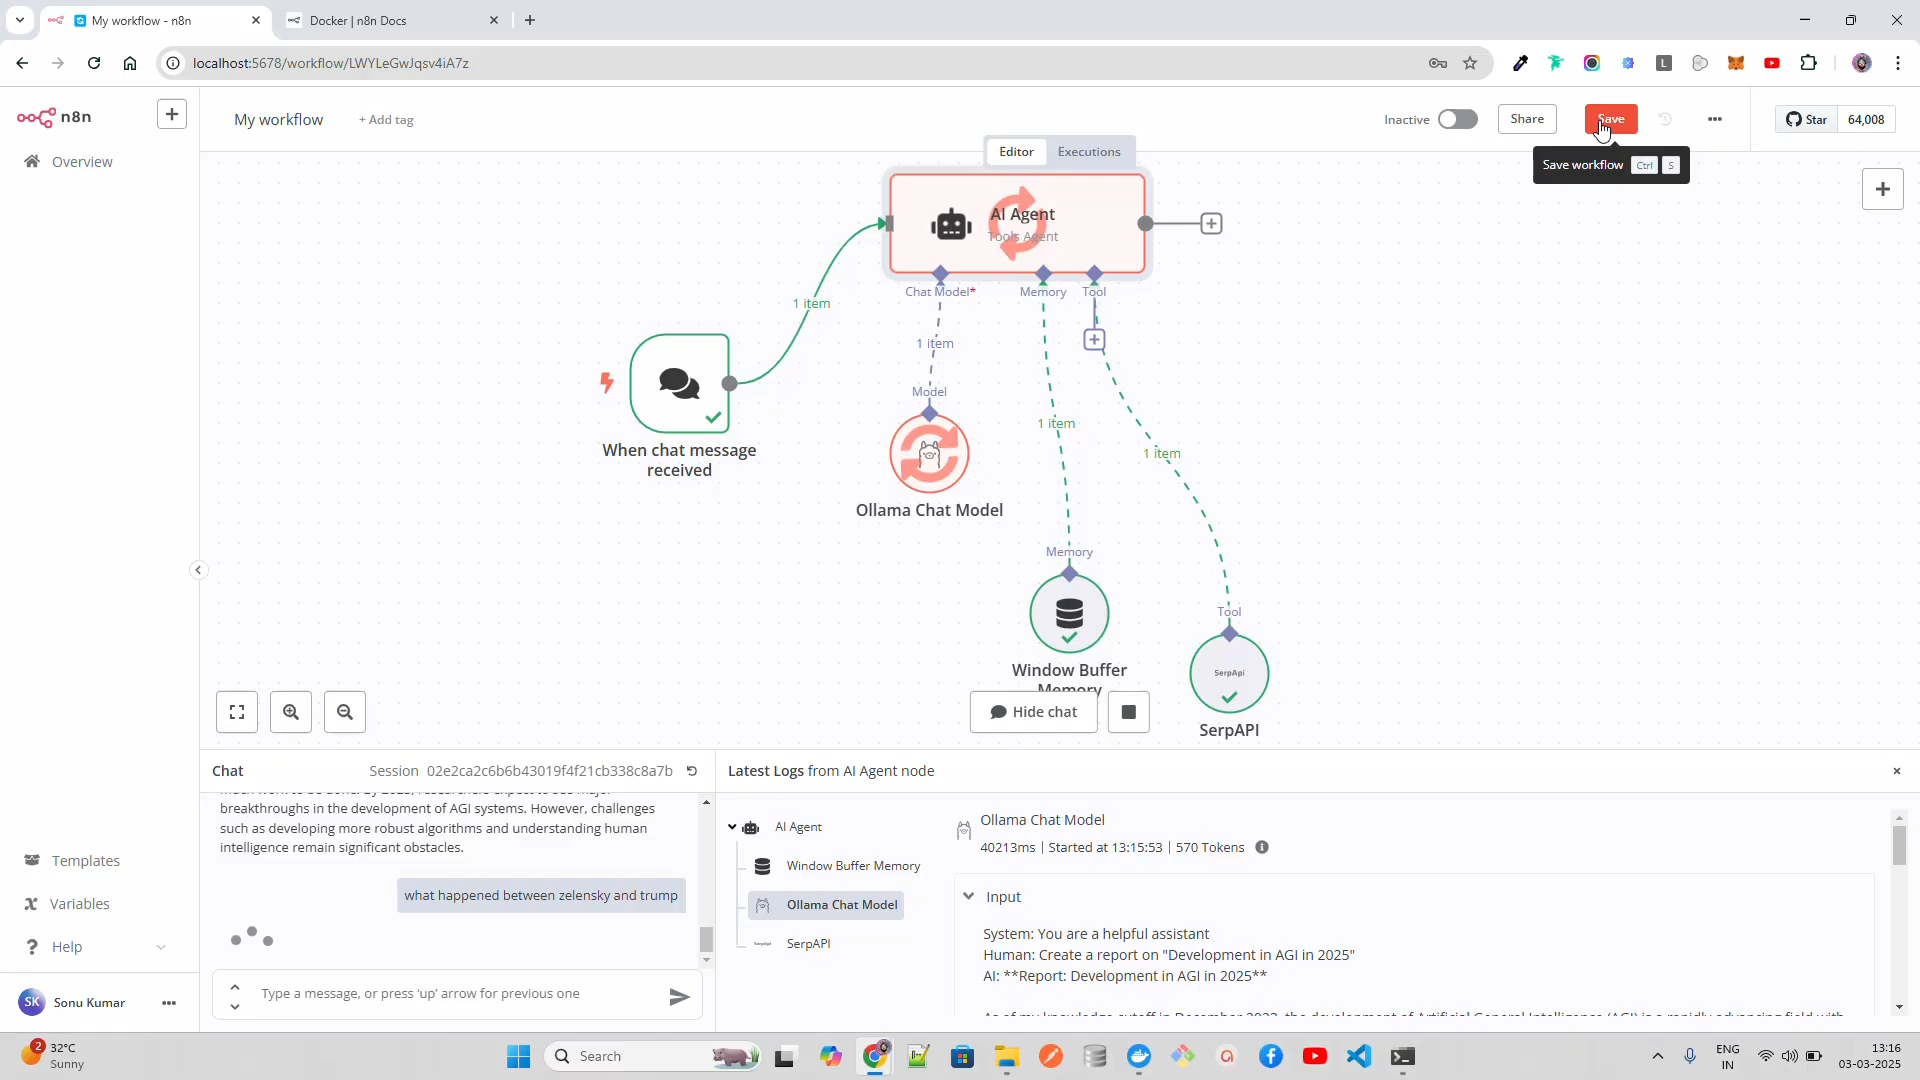 My workflow - n8n
Docker | n8n Docs
localhost:5678/workflow/LWYLeGwJqsv4iA7z
n8n
My workflow
+ Add tag
Inactive
Share
Save
Star
64,008
Editor
Executions
Save workflow Ctrl S
Overview
AI Agent
Tools Agent
Chat Model*
Memory
Tool
1 item
1 item
Model
1 item
1 item
When chat message
received
Ollama Chat Model
Memory
Tool
Window Buffer
Memory
SerpApi
SerpAPI
Hide chat
Chat
Session 02e2ca2c6b6b43019f4f21cb338c8a7b
breakthroughs in the development of AGI systems. However, challenges
such as developing more robust algorithms and understanding human
intelligence remain significant obstacles.
what happened between zelensky and trump
Type a message, or press ‘up’ arrow for previous one
Latest Logs from AI Agent node
AI Agent
Window Buffer Memory
Ollama Chat Model
SerpAPI
Ollama Chat Model
40213ms | Started at 13:15:53 | 570 Tokens
Input
System: You are a helpful assistant
Human: Create a report on "Development in AGI in 2025"
AI: **Report: Development in AGI in 2025**
Templates
Variables
Help
SK
Sonu Kumar
2
32°C
Sunny
Search
ENG
IN
13:16
03-03-2025